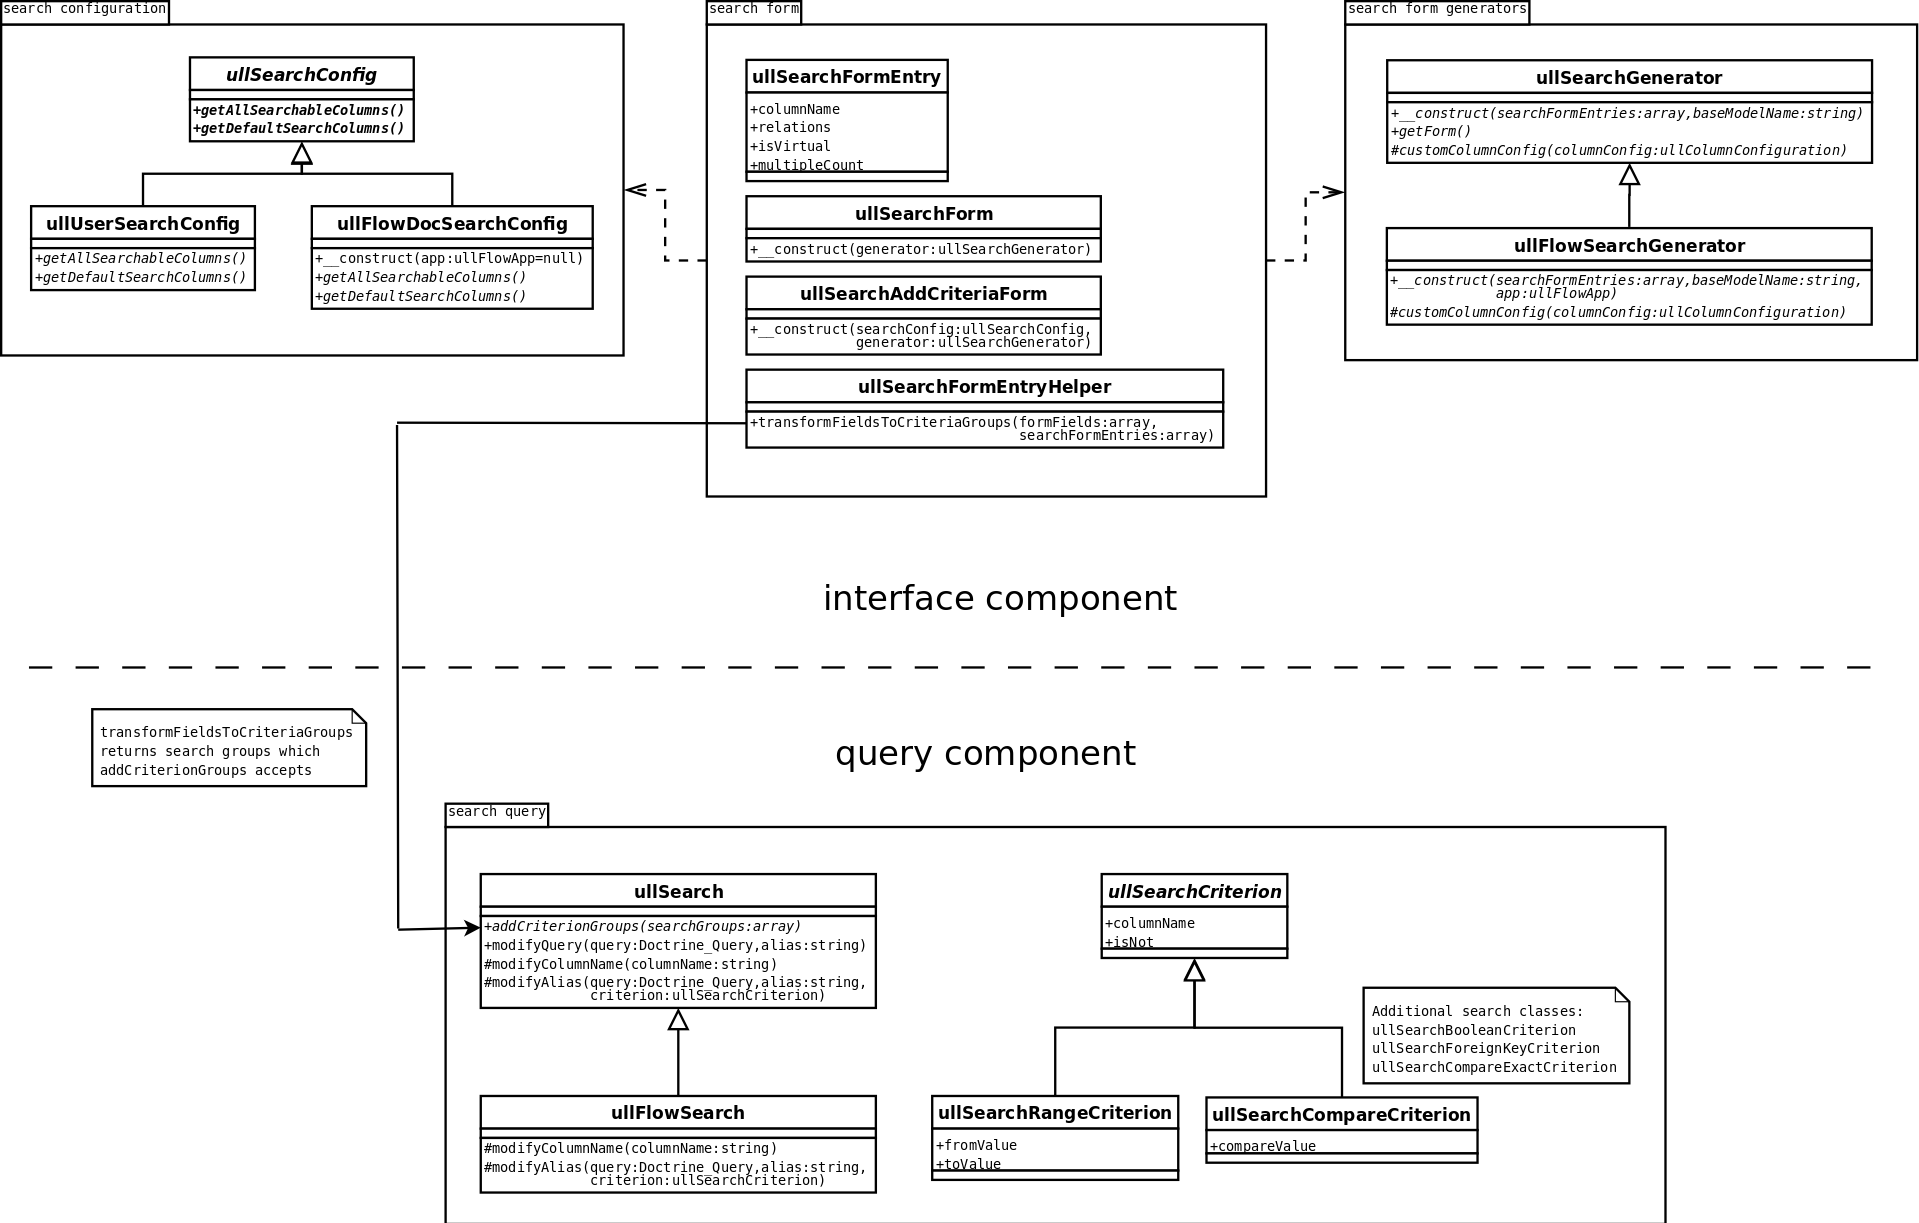 search configuration
ullSearchConfig
+getAllSearchableColumns()
+getDefaultSearchColumns()
ullUserSearchConfig
+getAllSearchableColumns()
+getDefaultSearchColumns()
ullFlowDocSearchConfig
+__construct(app:ullFlowApp=null)
+getAllSearchableColumns()
+getDefaultSearchColumns()
search form
ullSearchFormEntry
+columnName
+relations
+isVirtual
+multipleCount
ullSearchForm
+__construct(generator:ullSearchGenerator)
ullSearchAddCriteriaForm
+__construct(searchConfig:ullSearchConfig,
generator:ullSearchGenerator)
ullSearchFormEntryHelper
+transformFieldsToCriteriaGroups(formFields:array,
searchFormEntries:array)
search form generators
ullSearchGenerator
+__construct(searchFormEntries:array,baseModelName:string)
+getForm()
#customColumnConfig(columnConfig:ullColumnConfiguration)
ullFlowSearchGenerator
+__construct(searchFormEntries:array,baseModelName:string,
app:ullFlowApp)
#customColumnConfig(columnConfig:ullColumnConfiguration)
interface component
transformFieldsToCriteriaGroups
returns search groups which
addCriterionGroups accepts
query component
search query
ullSearch
+addCriterionGroups(searchGroups:array)
+modifyQuery(query:Doctrine_Query,alias:string)
#modifyColumnName(columnName:string)
#modifyAlias(query:Doctrine_Query,alias:string,
criterion:ullSearchCriterion)
ullFlowSearch
#modifyColumnName(columnName:string)
#modifyAlias(query:Doctrine_Query,alias:string,
criterion:ullSearchCriterion)
ullSearchCriterion
+columnName
+isNot
Additional search classes:
ullSearchBooleanCriterion
ullSearchForeignKeyCriterion
ullSearchCompareExactCriterion
ullSearchRangeCriterion
+fromValue
+toValue
ullSearchCompareCriterion
+compareValue